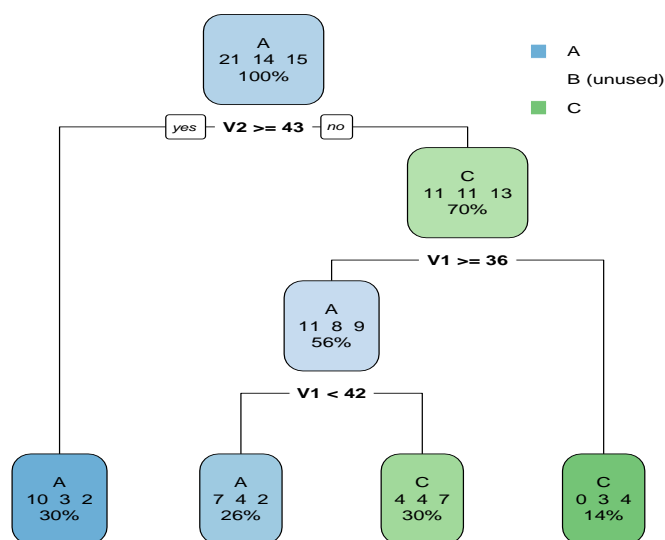 A
21 14 15
100%
A
B (unused)
C
yes V2 >= 43 no
C
11 11 13
70%
V1 >= 36
A
11 8 9
56%
V1 < 42
A
10 3 2
30%
A
7 4 2
26%
C
4 4 7
30%
C
0 3 4
14%